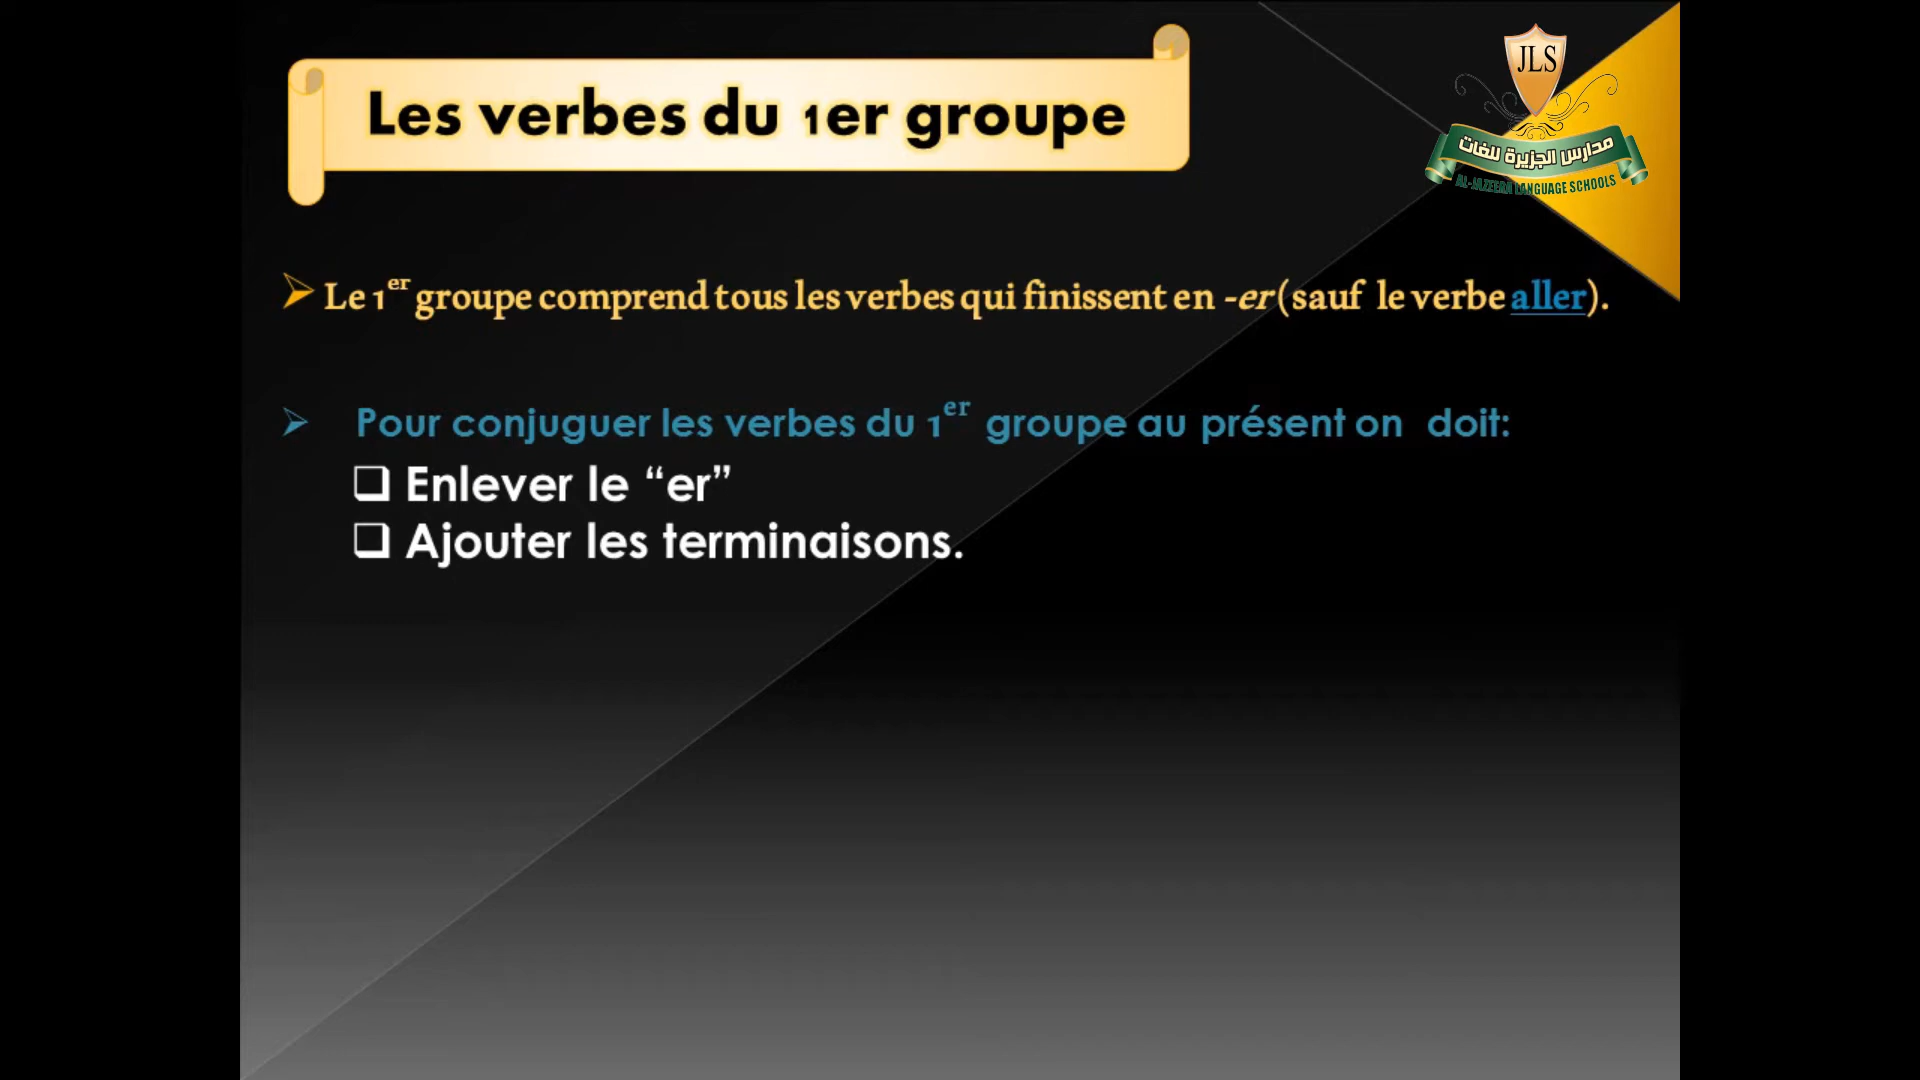 Les verbes du 1er groupe
JLS
مدارس الجزيرة للغات
AL-JAZEERA LANGUAGE SCHOOLS
➢ Le 1er groupe comprend tous les verbes qui finissent en -er (sauf le verbe aller).
➢ Pour conjuguer les verbes du 1er groupe au présent on doit:
❑ Enlever le “er”
❑ Ajouter les terminaisons.